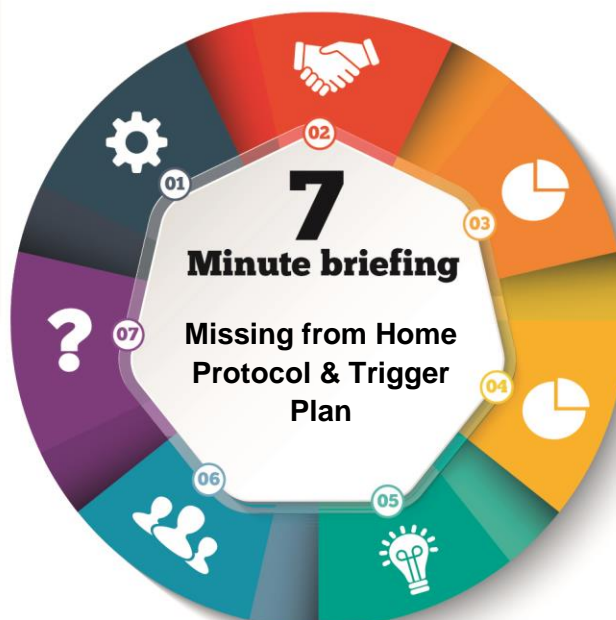 02
01
03
7
Minute briefing
Missing from Home
Protocol & Trigger
Plan
07
?
04
06
05